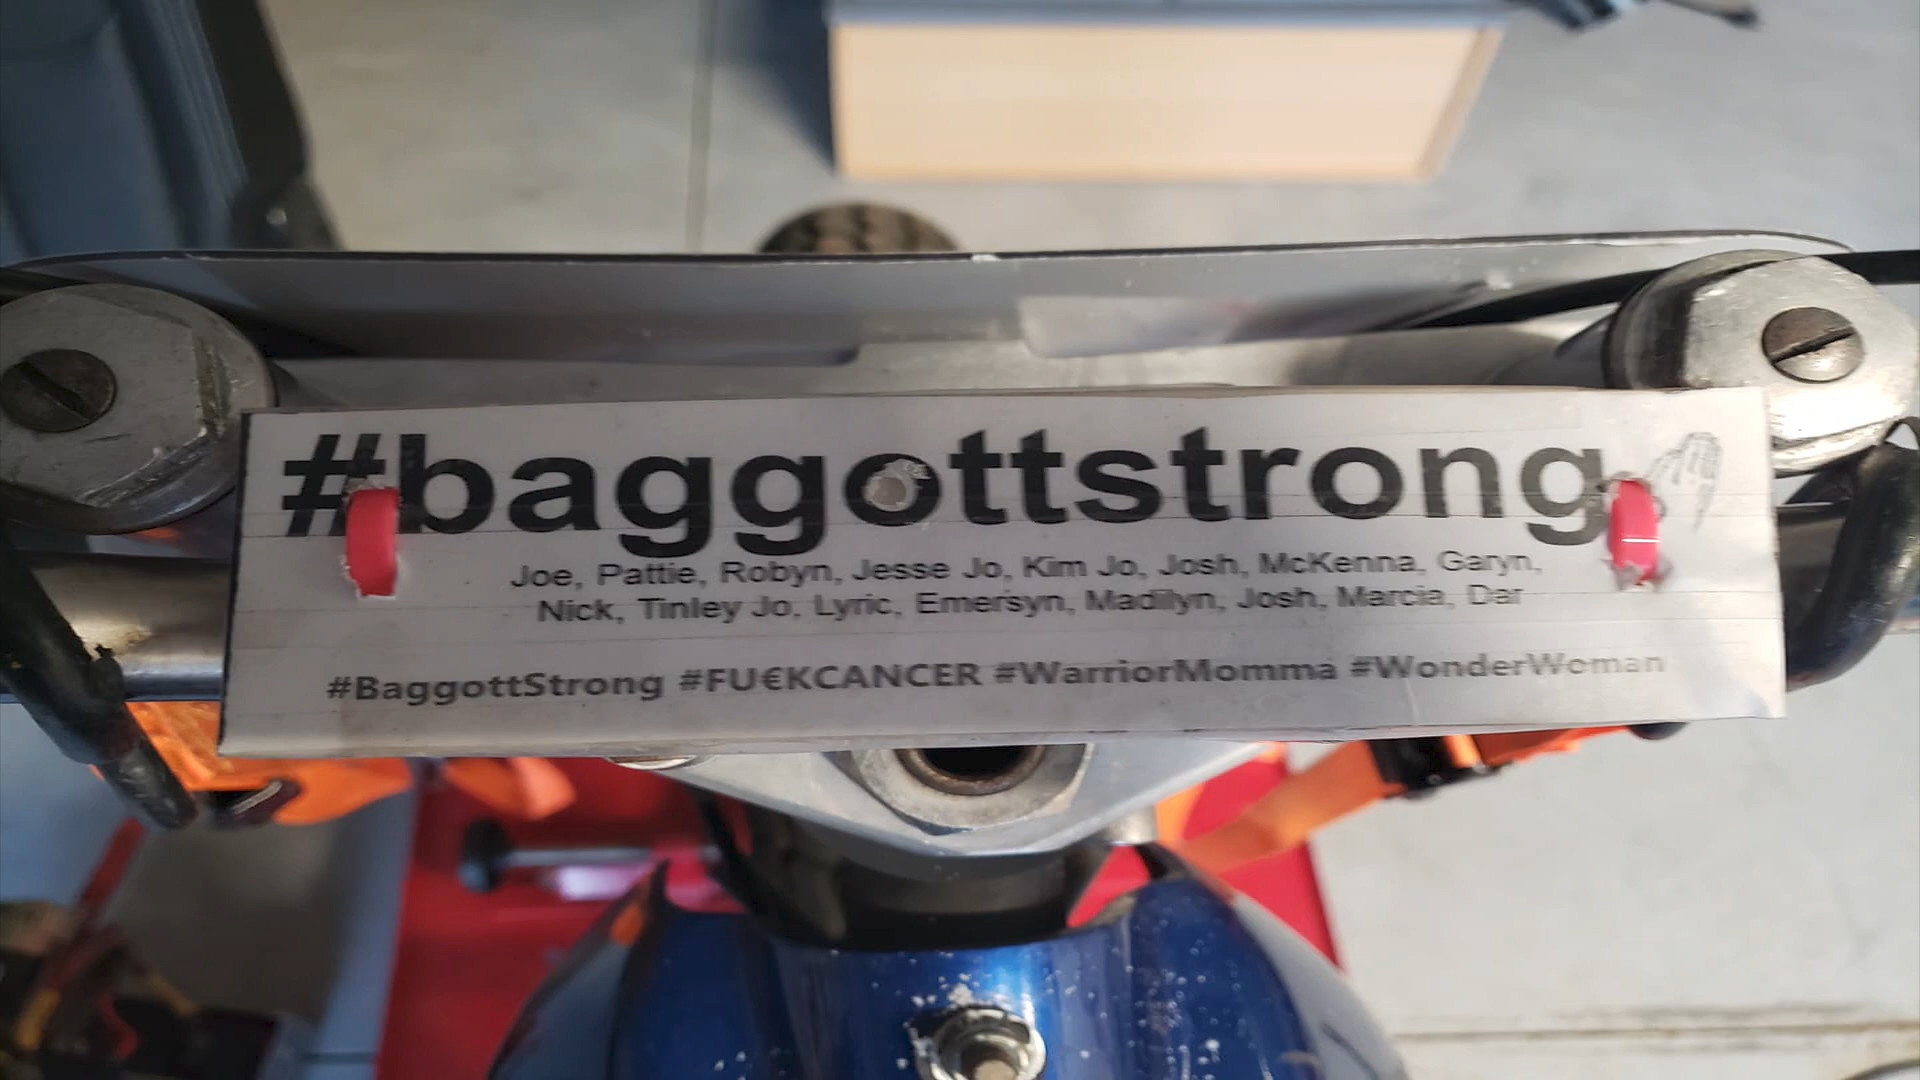 #baggottstrong
Joe, Pattie, Robyn, Jesse Jo, Kim Jo, Josh, McKenna, Garyn,
Nick, Tinley Jo, Lyric, Emersyn, Madilyn, Josh, Marcia, Dar
#BaggottStrong #FU€KCANCER #WarriorMomma #WonderWoman